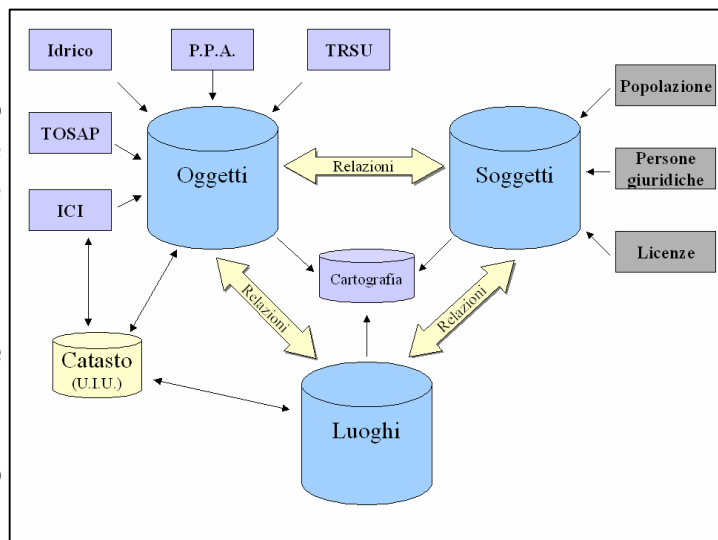 Idrico
P.P.A.
TRSU
Popolazione
TOSAP
Oggetti
Relazioni
Soggetti
Persone
giuridiche
ICI
Licenze
Cartografia
Relazioni
Relazioni
Catasto
(U.I.U.)
Luoghi